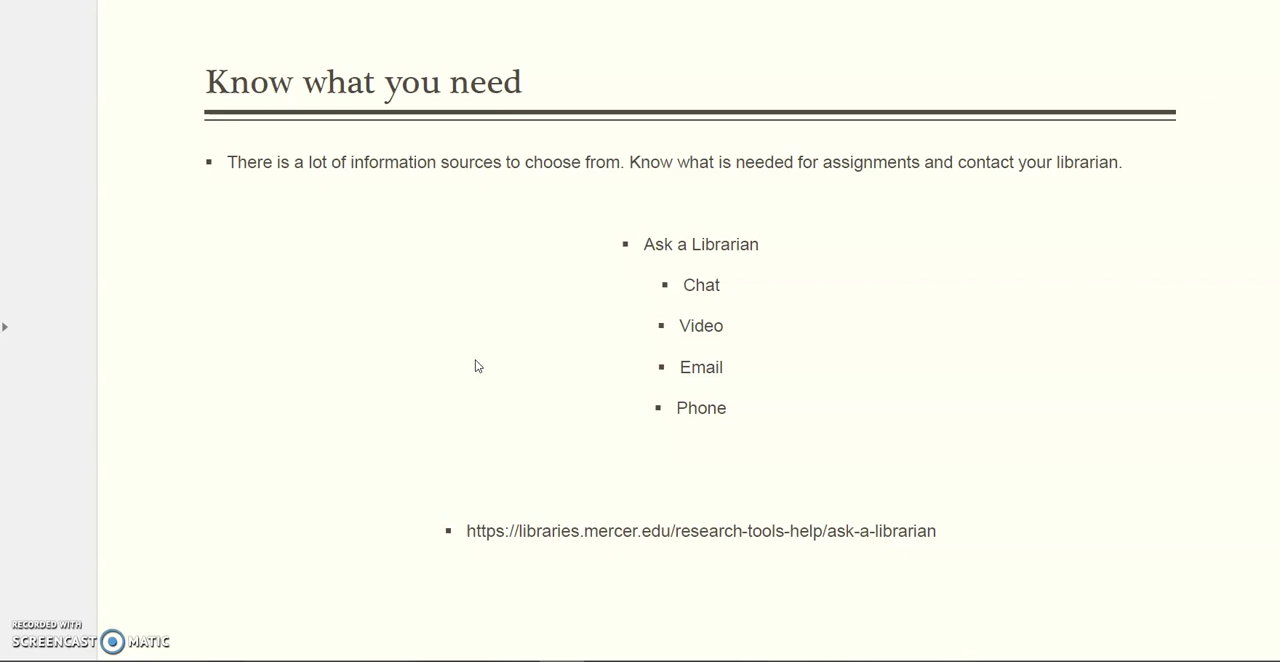 Know what you need
There is a lot of information sources to choose from. Know what is needed for assignments and contact your librarian.
Ask a Librarian
Chat
Video
Email
Phone
https://libraries.mercer.edu/research-tools-help/ask-a-librarian
RECORDED WITH
SCREENCAST MATIC